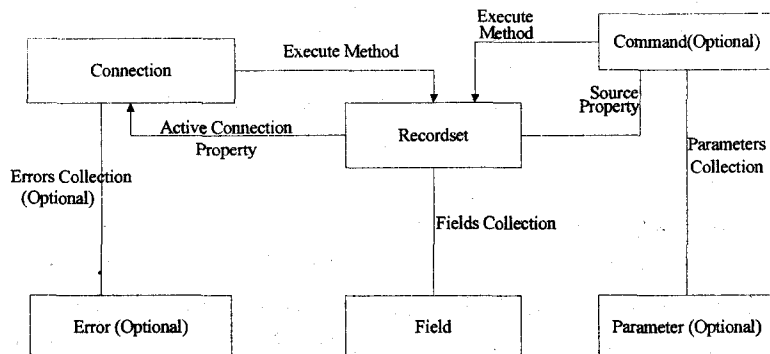 Execute
Method
Command(Optional)
Connection
Execute Method
Source
Property
Active Connection
Property
Recordset
Parameters
Collection
Errors Collection
(Optional)
Fields Collection
Error (Optional)
Field
Parameter (Optional)